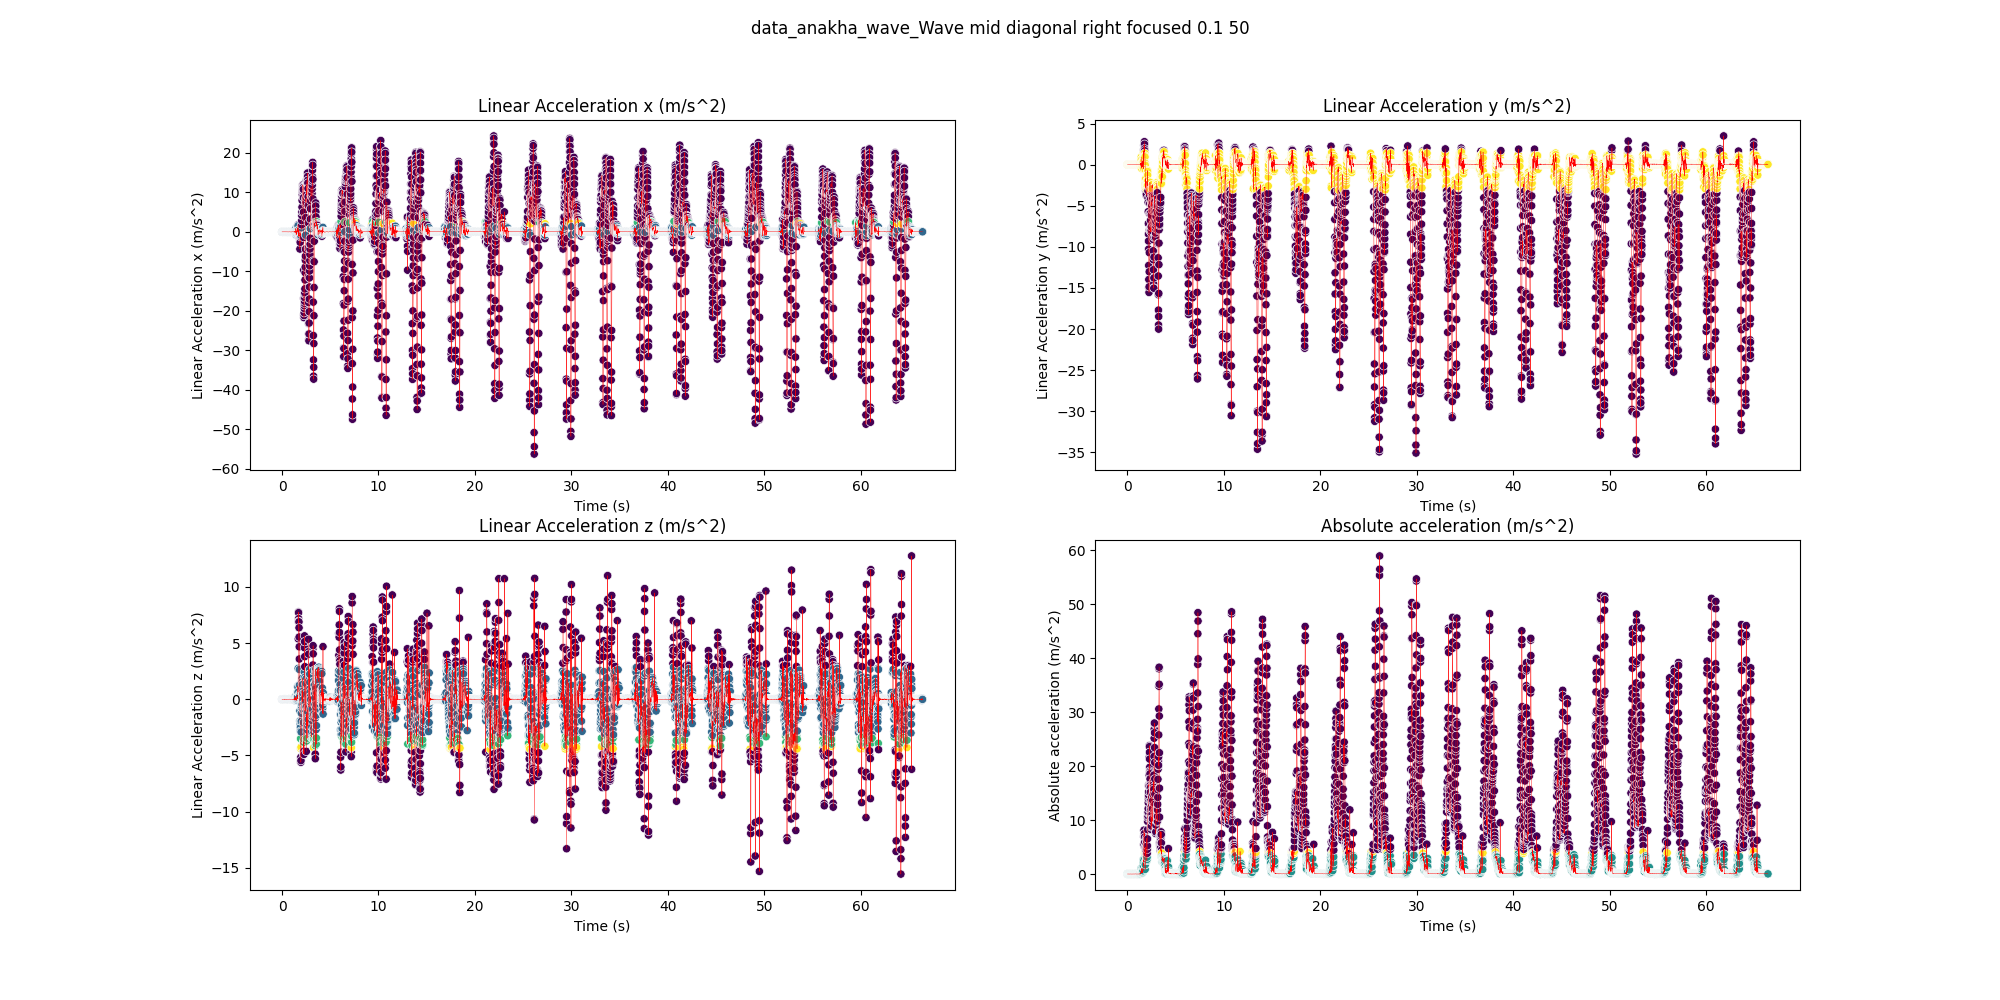 data_anakha_wave_Wave mid diagonal right focused 0.1 50
Linear Acceleration x (m/s^2)
Linear Acceleration x (m/s^2)
20
10
0
−10
−20
−30
−40
−50
−60
0 10 20 30 40 50 60
Time (s)
Linear Acceleration y (m/s^2)
Linear Acceleration y (m/s^2)
5
0
−5
−10
−15
−20
−25
−30
−35
0 10 20 30 40 50 60
Time (s)
Linear Acceleration z (m/s^2)
Linear Acceleration z (m/s^2)
10
5
0
−5
−10
−15
0 10 20 30 40 50 60
Time (s)
Absolute acceleration (m/s^2)
Absolute acceleration (m/s^2)
60
50
40
30
20
10
0
0 10 20 30 40 50 60
Time (s)